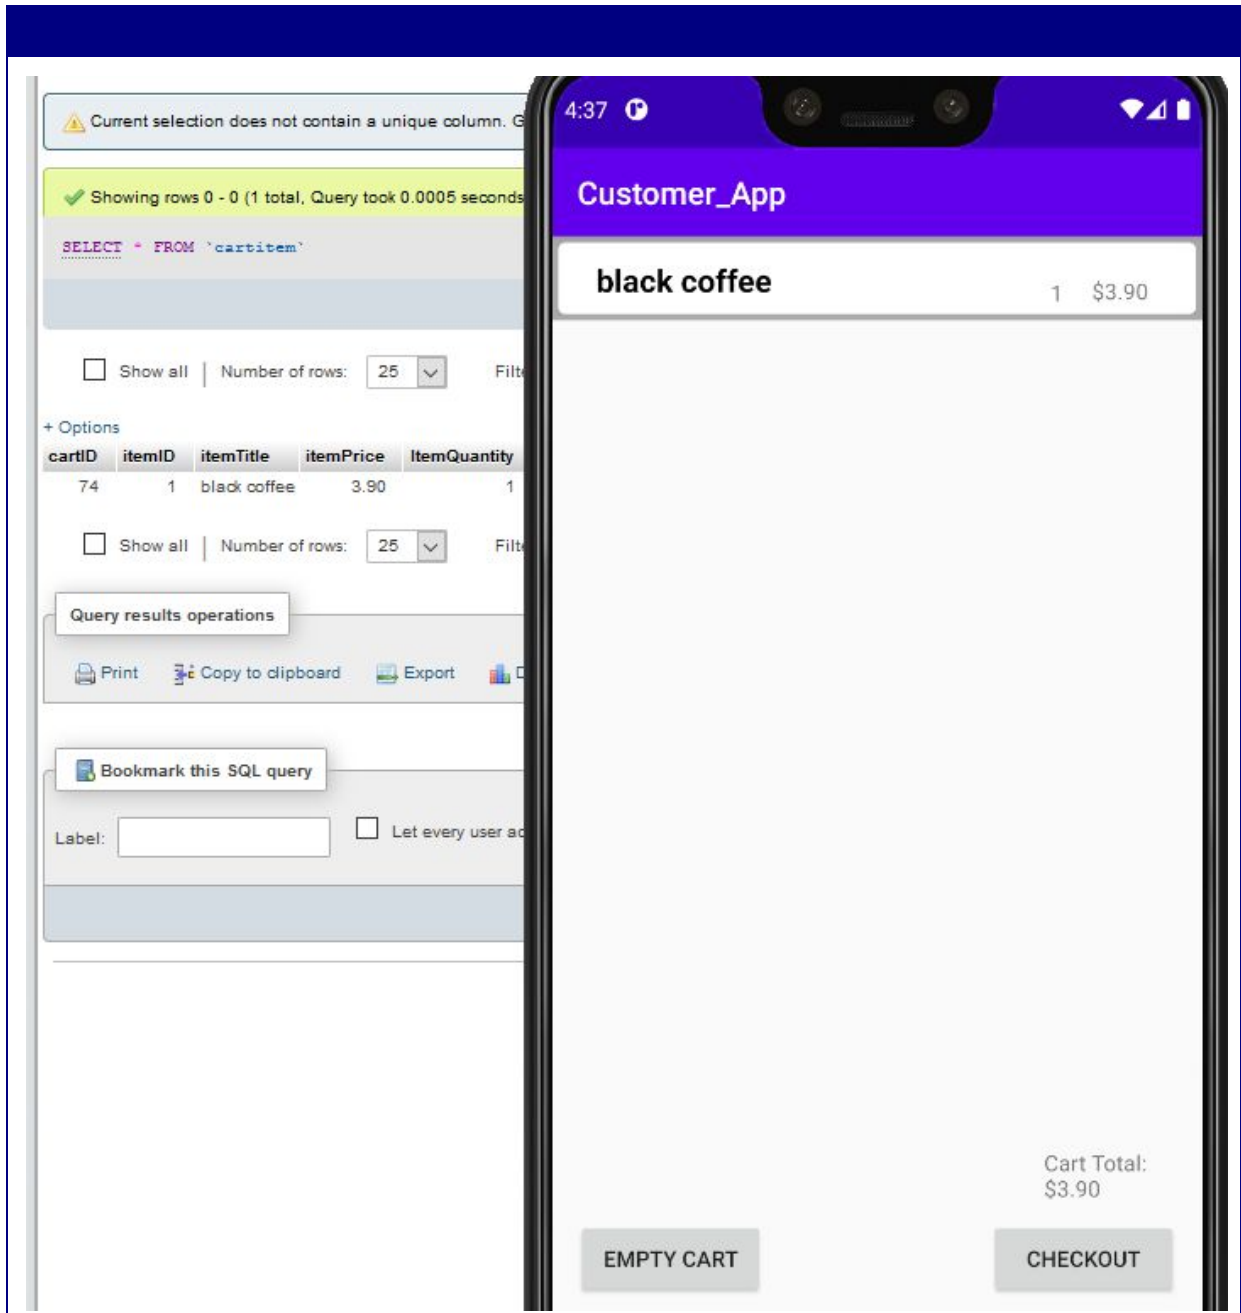 Current selection does not contain a unique column. G
Showing rows 0 - 0 (1 total, Query took 0.0005 seconds
SELECT * FROM `cartitem`
Show all | Number of rows: 25 Filt
+ Options
cartID itemID itemTitle itemPrice ItemQuantity
74 1 black coffee 3.90 1
Show all | Number of rows: 25 Filt
Query results operations
Print Copy to clipboard Export D
Bookmark this SQL query
Label: Let every user ac
4:37
Customer_App
black coffee 1 $3.90
Cart Total:
$3.90
EMPTY CART CHECKOUT